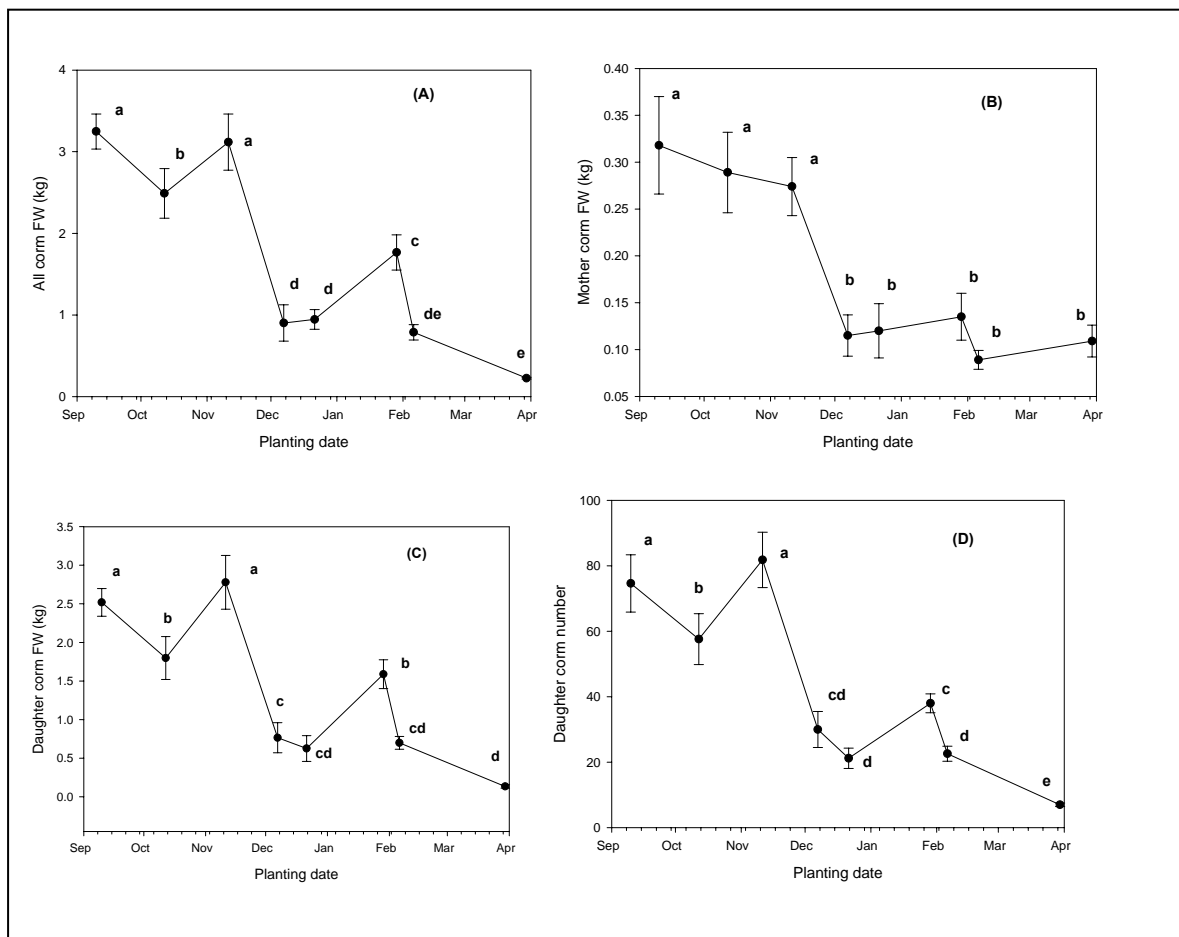 (A)
All corm FW (kg)
4
3
2
1
0
a
b
a
d
d
c
de
e
Sep Oct Nov Dec Jan Feb Mar Apr
Planting date
(B)
Mother corm FW (kg)
0.40
0.35
0.30
0.25
0.20
0.15
0.10
0.05
a
a
a
b
b
b
b
b
Sep Oct Nov Dec Jan Feb Mar Apr
Planting date
(C)
Daughter corm FW (kg)
3.5
3.0
2.5
2.0
1.5
1.0
0.5
0.0
a
b
a
c
cd
b
cd
d
Sep Oct Nov Dec Jan Feb Mar Apr
Planting date
(D)
Daughter corm number
100
80
60
40
20
0
a
b
a
cd
d
c
d
e
Sep Oct Nov Dec Jan Feb Mar Apr
Planting date